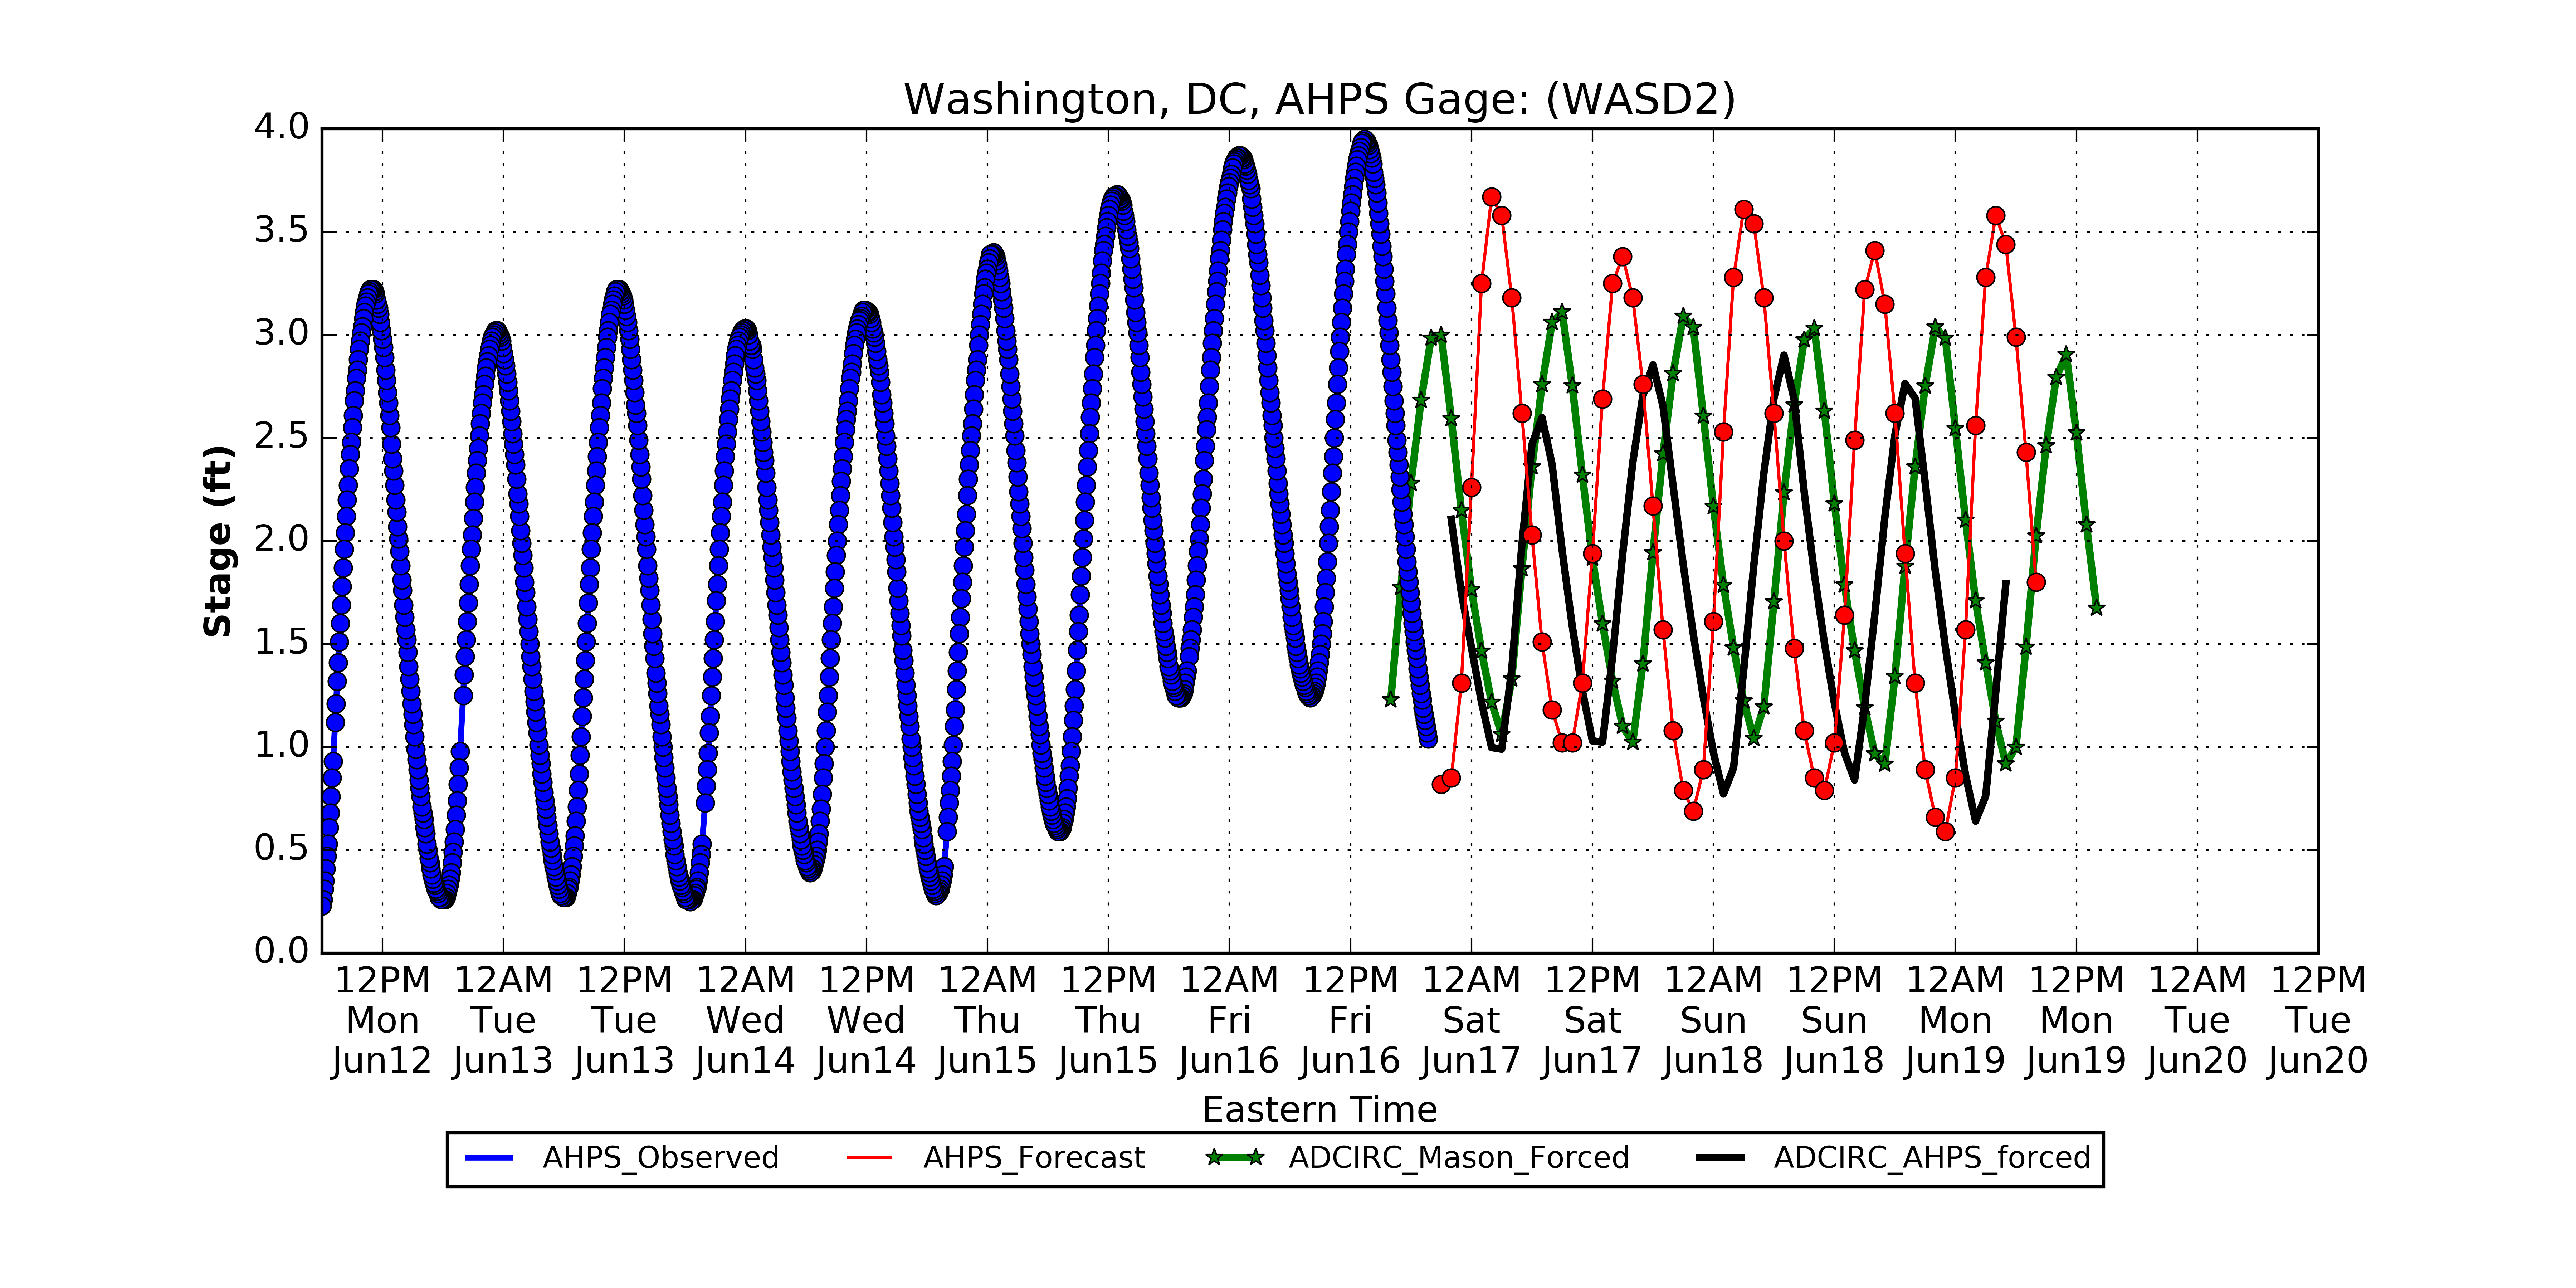 Washington, DC, AHPS Gage: (WASD2)
4.0
3.5
3.0
2.5
2.0
1.5
1.0
0.5
0.0
Stage (ft)
12PM 12AM 12PM 12AM 12PM 12AM 12PM 12AM 12PM 12AM 12PM 12AM 12PM 12AM 12PM 12AM 12PM
Mon Tue Tue Wed Wed Thu Thu Fri Fri Sat Sat Sun Sun Mon Mon Tue Tue
Jun12 Jun13 Jun13 Jun14 Jun14 Jun15 Jun15 Jun16 Jun16 Jun17 Jun17 Jun18 Jun18 Jun19 Jun19 Jun20 Jun20
Eastern Time
AHPS_Observed AHPS_Forecast ADCIRC_Mason_Forced ADCIRC_AHPS_forced